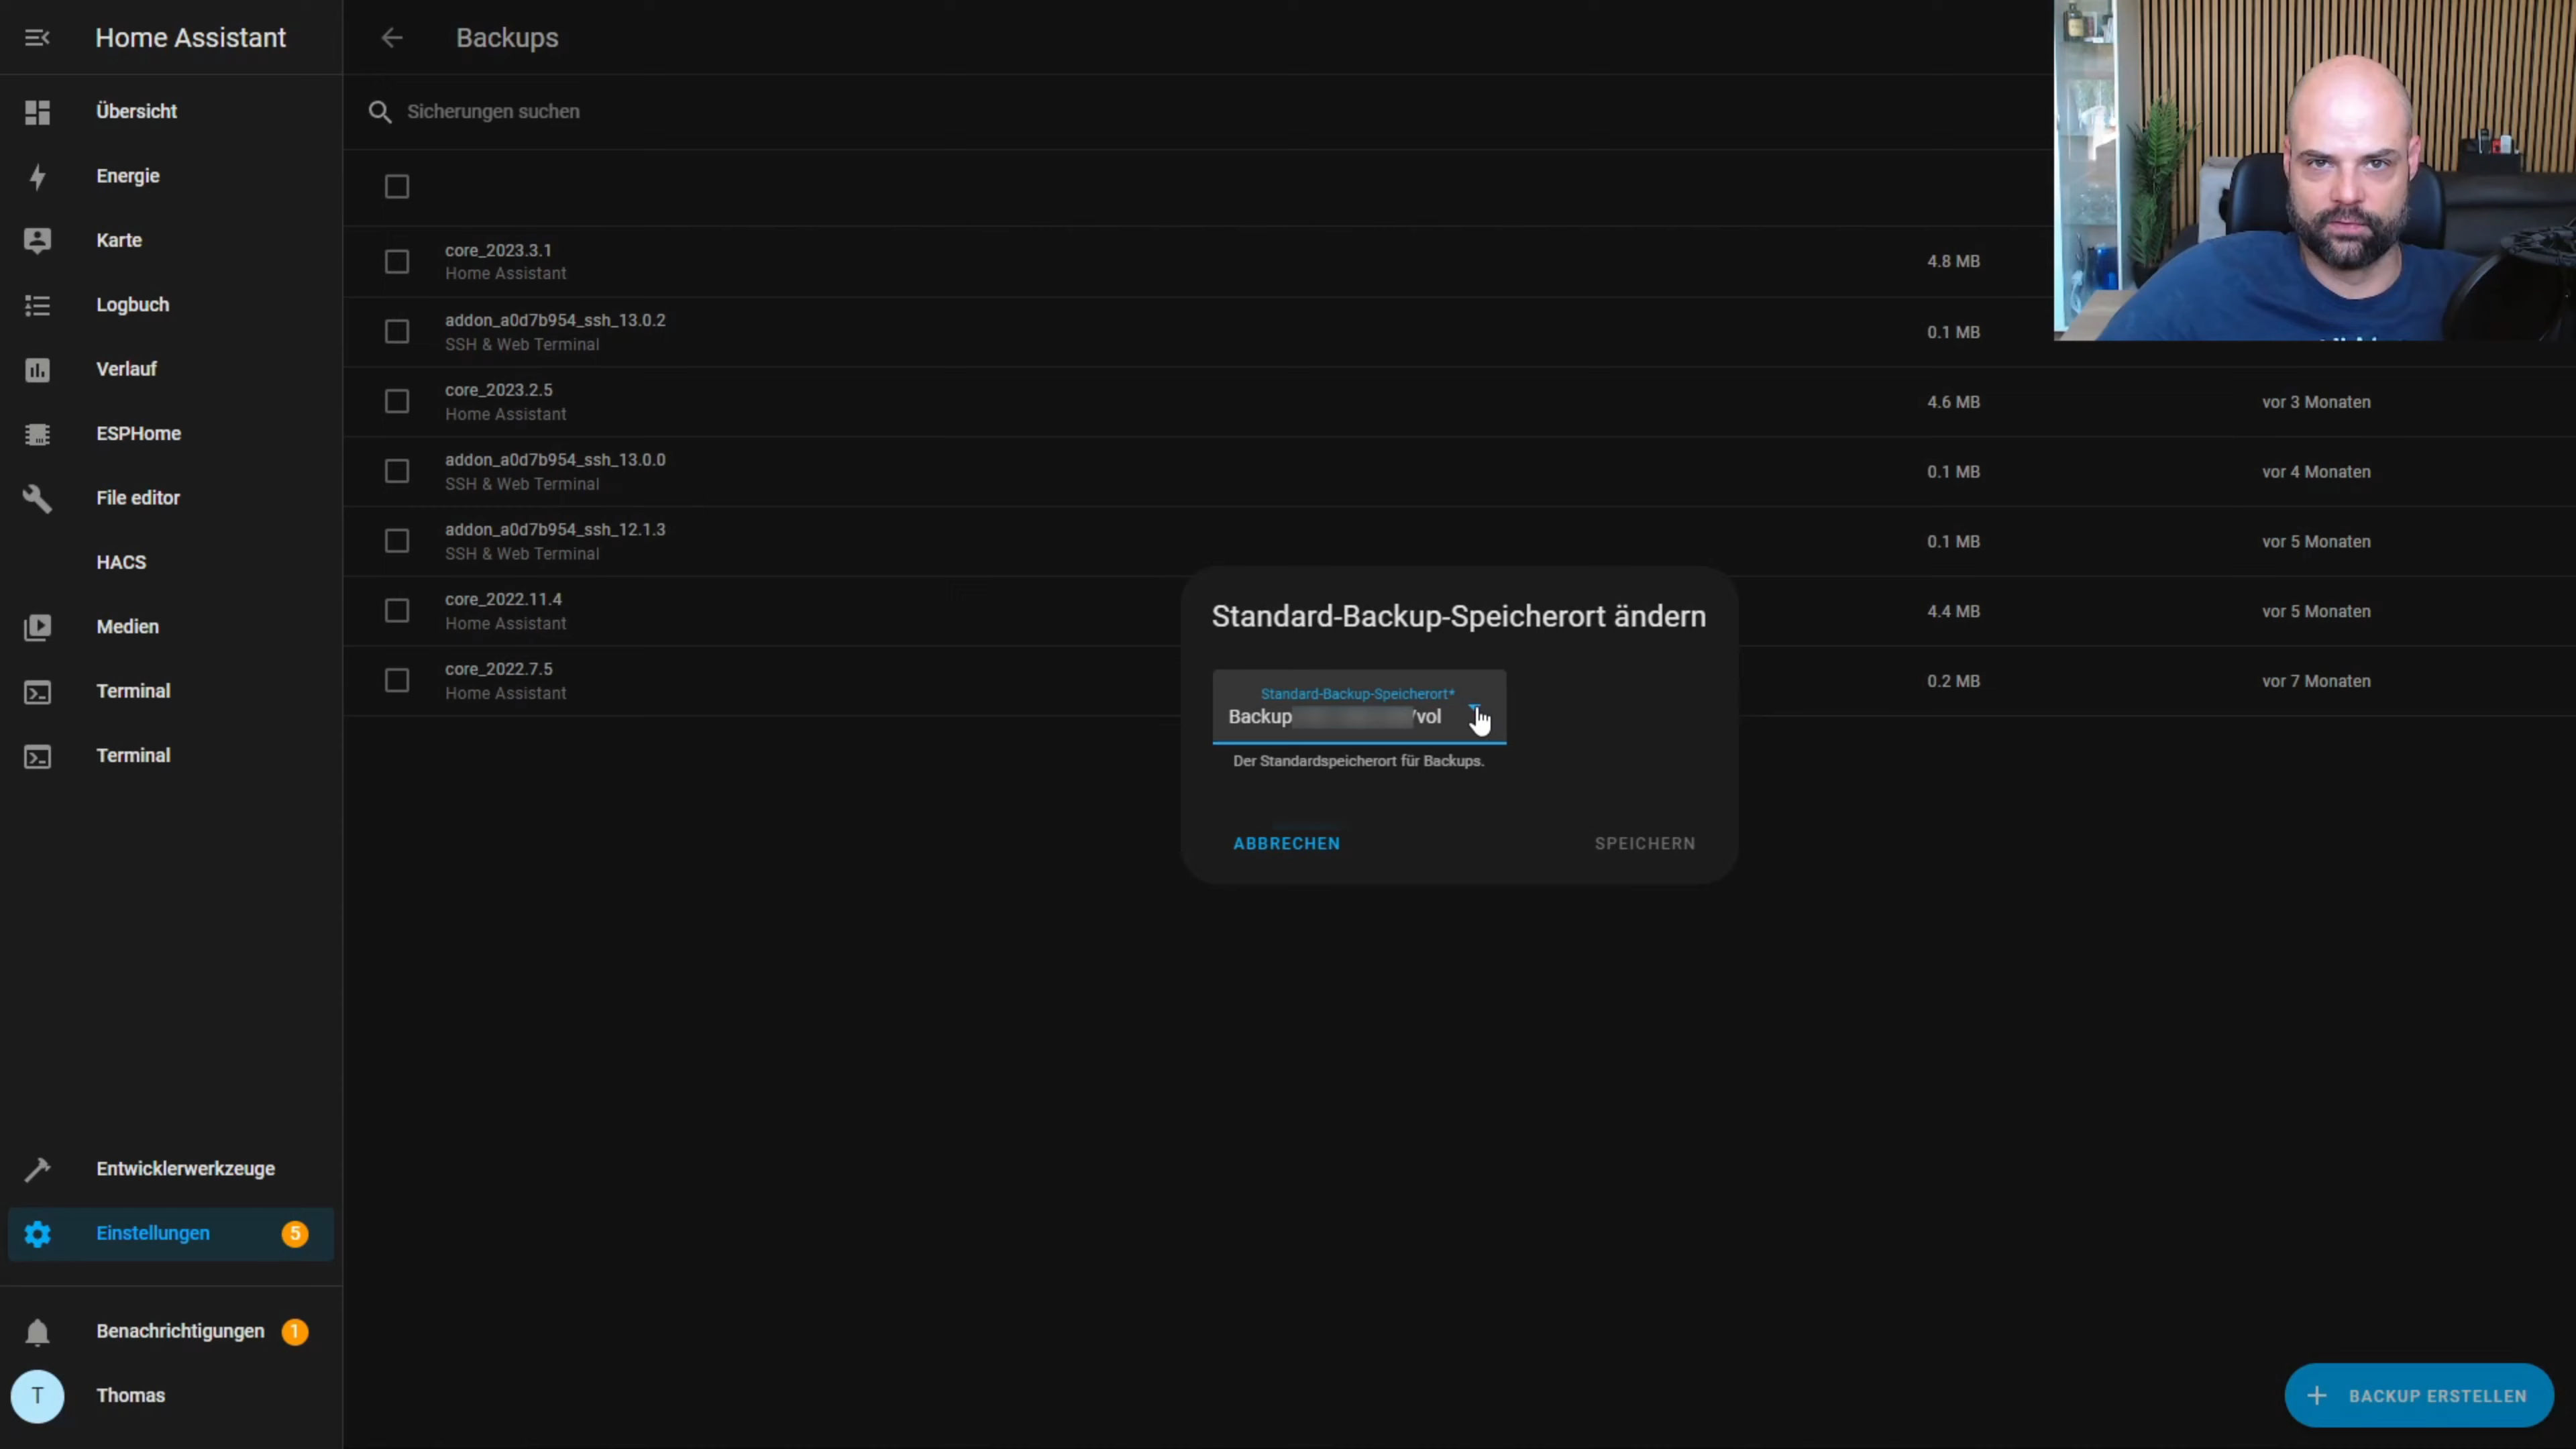 Home Assistant
Übersicht
Energie
Karte
Logbuch
Verlauf
ESPHome
File editor
HACS
Medien
Terminal
Terminal
Entwicklerwerkzeuge
Einstellungen 5
Benachrichtigungen 1
T Thomas
Backups
Sicherungen suchen
core_2023.3.1 4.8 MB
Home Assistant
addon_a0d7b954_ssh_13.0.2 0.1 MB
SSH & Web Terminal
core_2023.2.5 4.6 MB vor 3 Monaten
Home Assistant
addon_a0d7b954_ssh_13.0.0 0.1 MB vor 4 Monaten
SSH & Web Terminal
addon_a0d7b954_ssh_12.1.3 0.1 MB vor 5 Monaten
SSH & Web Terminal
core_2022.11.4 4.4 MB vor 5 Monaten
Home Assistant
core_2022.7.5 0.2 MB vor 7 Monaten
Home Assistant
Standard-Backup-Speicherort ändern
Standard-Backup-Speicherort*
Backup /vol
Der Standardspeicherort für Backups.
ABBRECHEN SPEICHERN
BACKUP ERSTELLEN